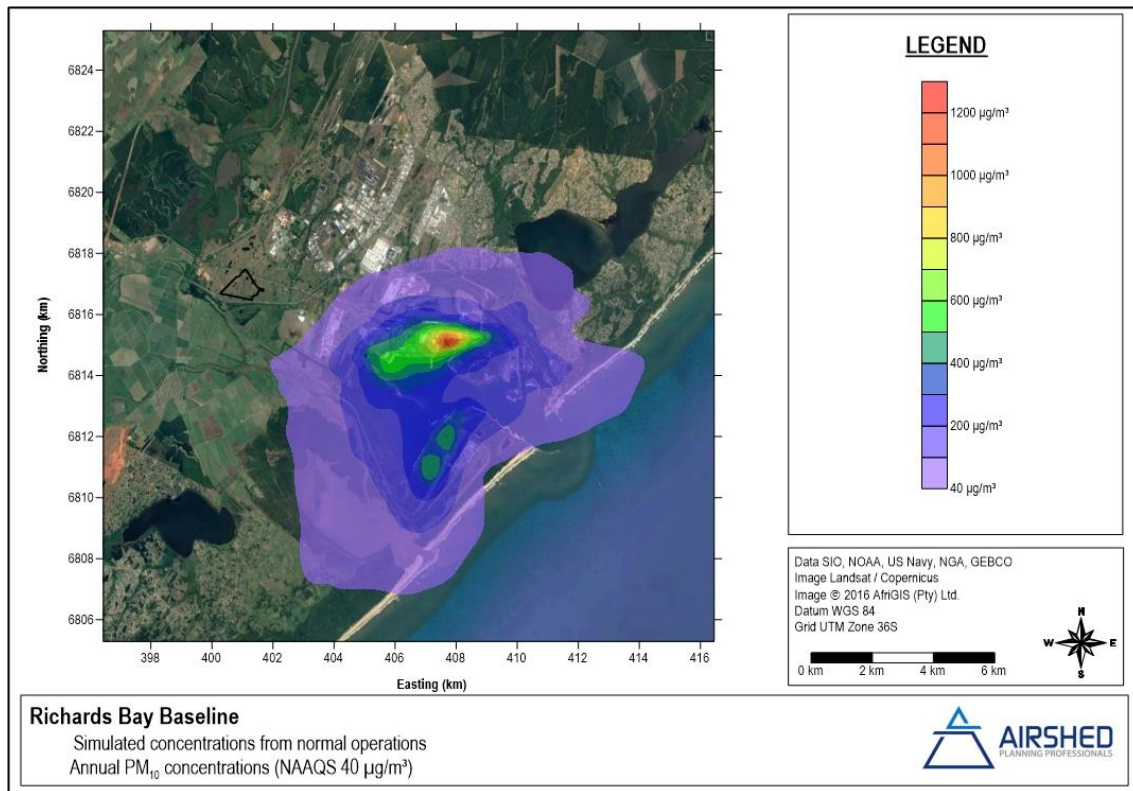 LEGEND
1200 µg/m³
1000 µg/m³
800 µg/m³
600 µg/m³
400 µg/m³
200 µg/m³
40 µg/m³
6824
6822
6820
6818
6816
6814
6812
6810
6808
6806
Northing (km)
398 400 402 404 406 408 410 412 414 416
Easting (km)
Data SIO, NOAA, US Navy, NGA, GEBCO
Image Landsat / Copernicus
Image © 2016 AfriGIS (Pty) Ltd.
Datum WGS 84
Grid UTM Zone 36S
N
W E
S
0 km 2 km 4 km 6 km
Richards Bay Baseline
Simulated concentrations from normal operations
Annual PM₁₀ concentrations (NAAQS 40 µg/m³)
AIRSHED
PLANNING PROFESSIONALS